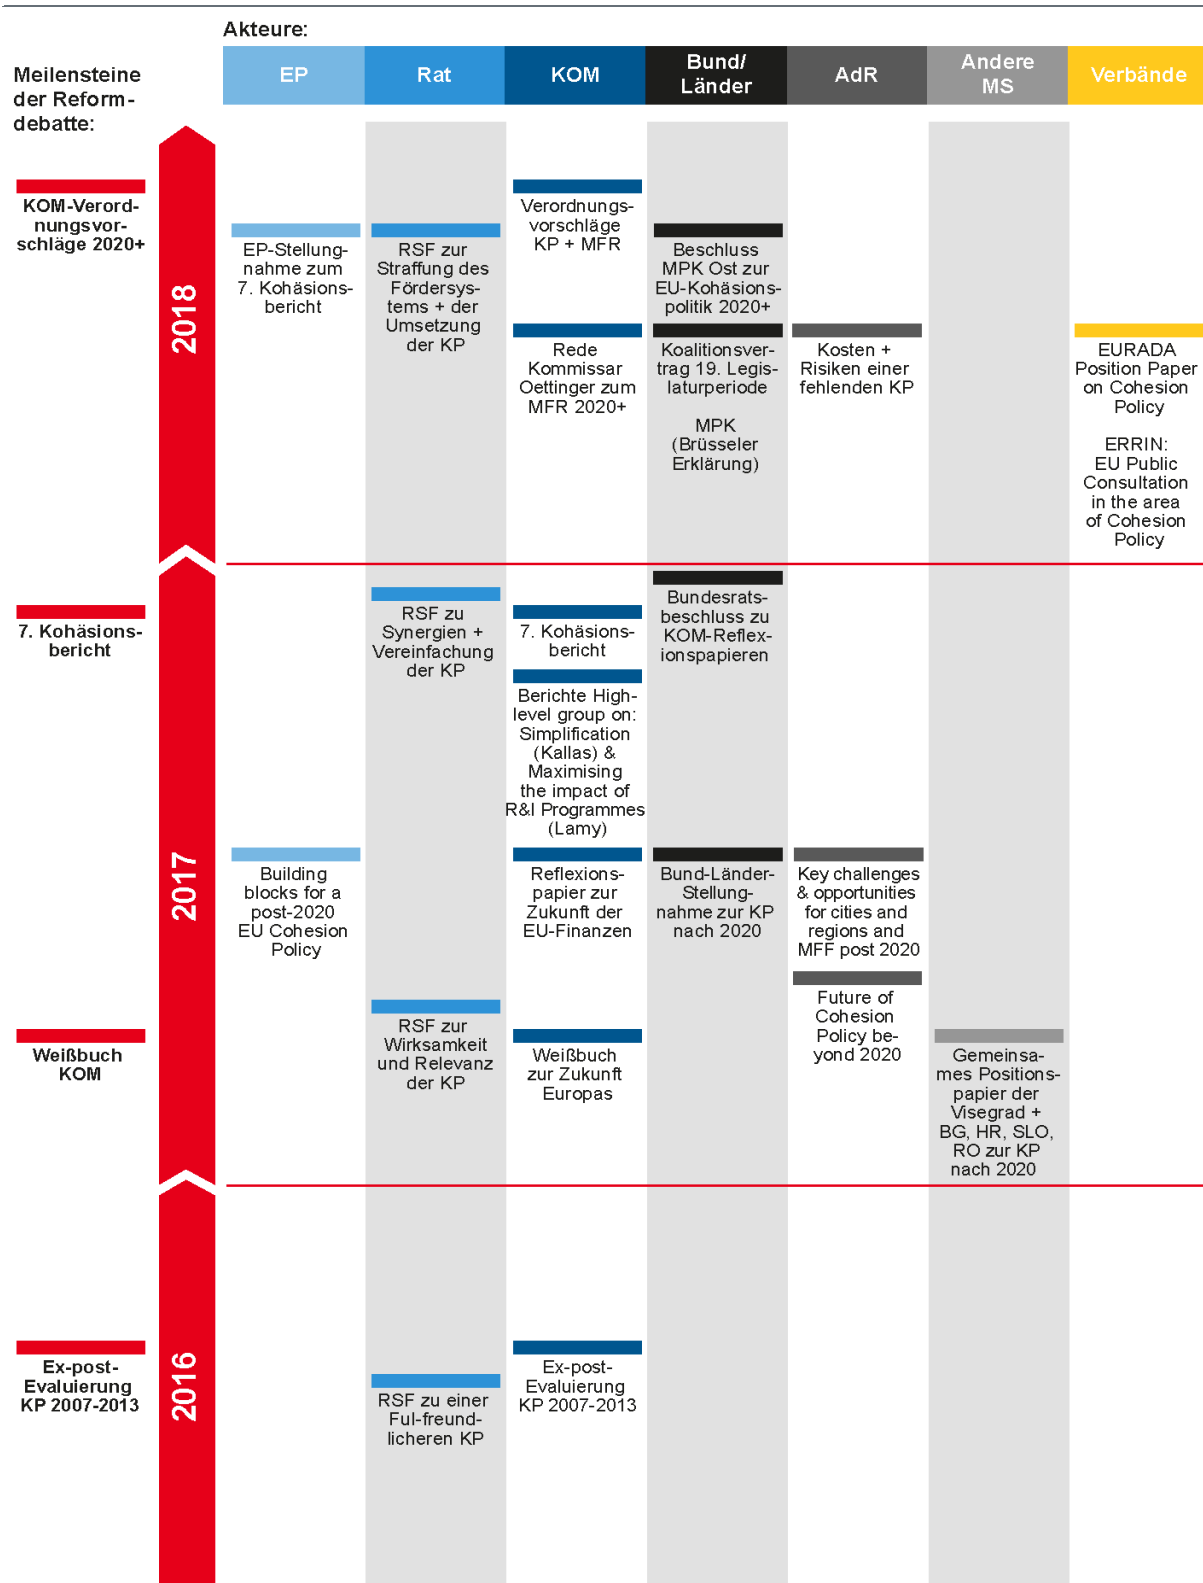 Akteure:
Meilensteine
der Reform-
debatte:
EP
Rat
KOM
Bund/
Länder
AdR
Andere
MS
Verbände
2018
KOM-Verord-
nungsvor-
schläge 2020+
EP-Stellung-
nahme zum
7. Kohäsions-
bericht
RSF zur
Straffung des
Fördersys-
tems + der
Umsetzung
der KP
Verordnungs-
vorschläge
KP + MFR
Rede
Kommissar
Oettinger zum
MFR 2020+
Beschluss
MPK Ost zur
EU-Kohäsions-
politik 2020+
Koalitionsver-
trag 19. Legis-
laturperiode
MPK
(Brüsseler
Erklärung)
Kosten +
Risiken einer
fehlenden KP
EURADA
Position Paper
on Cohesion
Policy
ERRIN:
EU Public
Consultation
in the area
of Cohesion
Policy
2017
7. Kohäsions-
bericht
Weißbuch
KOM
Building
blocks for a
post-2020
EU Cohesion
Policy
RSF zu
Synergien +
Vereinfachung
der KP
RSF zur
Wirksamkeit
und Relevanz
der KP
7. Kohäsions-
bericht
Berichte High-
level group on:
Simplification
(Kallas) &
Maximising
the impact of
R&I Programmes
(Lamy)
Reflexions-
papier zur
Zukunft der
EU-Finanzen
Weißbuch
zur Zukunft
Europas
Bundesrats-
beschluss zu
KOM-Reflex-
ionspapieren
Bund-Länder-
Stellung-
nahme zur KP
nach 2020
Key challenges
& opportunities
for cities and
regions and
MFF post 2020
Future of
Cohesion
Policy be-
yond 2020
Gemeinsa-
mes Positions-
papier der
Visegrad +
BG, HR, SLO,
RO zur KP
nach 2020
2016
Ex-post-
Evaluierung
KP 2007-2013
RSF zu einer
FuI-freund-
licheren KP
Ex-post-
Evaluierung
KP 2007-2013